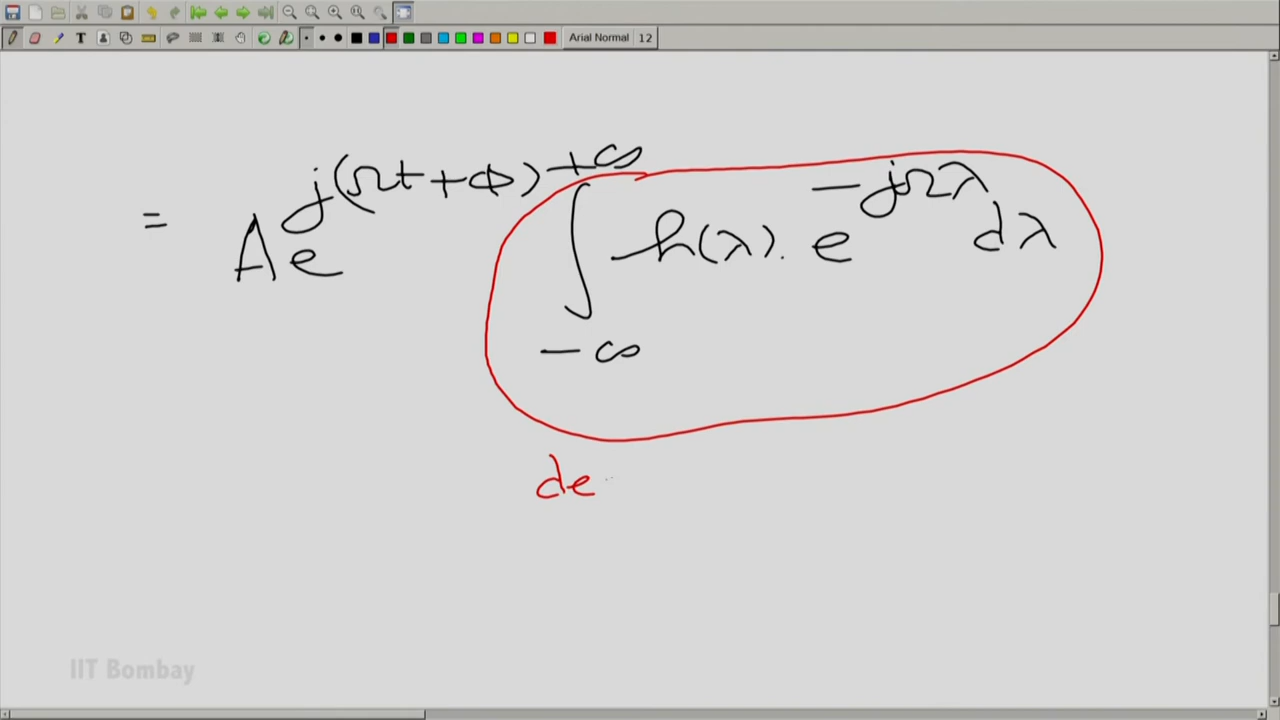 Arial Normal 12
= A e^{j(Ωt + Φ)} ∫_{-∞}^{+∞} h(λ). e^{-jΩλ} dλ
de
IIT Bombay